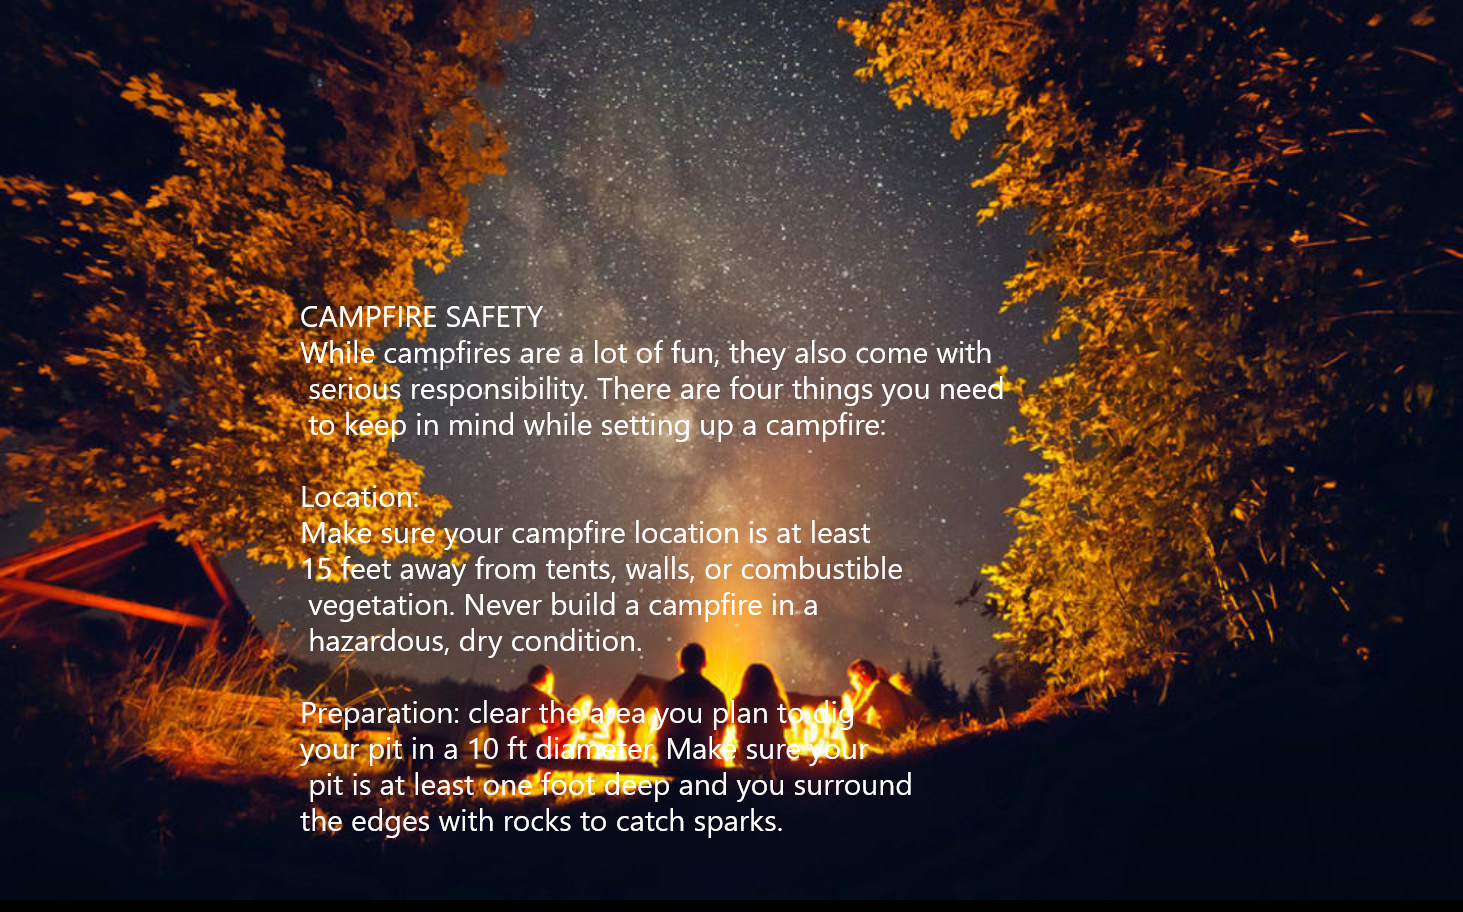 CAMPFIRE SAFETY
While campfires are a lot of fun, they also come with
serious responsibility. There are four things you need
to keep in mind while setting up a campfire:
Location:
Make sure your campfire location is at least
15 feet away from tents, walls, or combustible
vegetation. Never build a campfire in a
hazardous, dry condition.
Preparation: clear the area you plan to dig
your pit in a 10 ft diameter. Make sure your
pit is at least one foot deep and you surround
the edges with rocks to catch sparks.